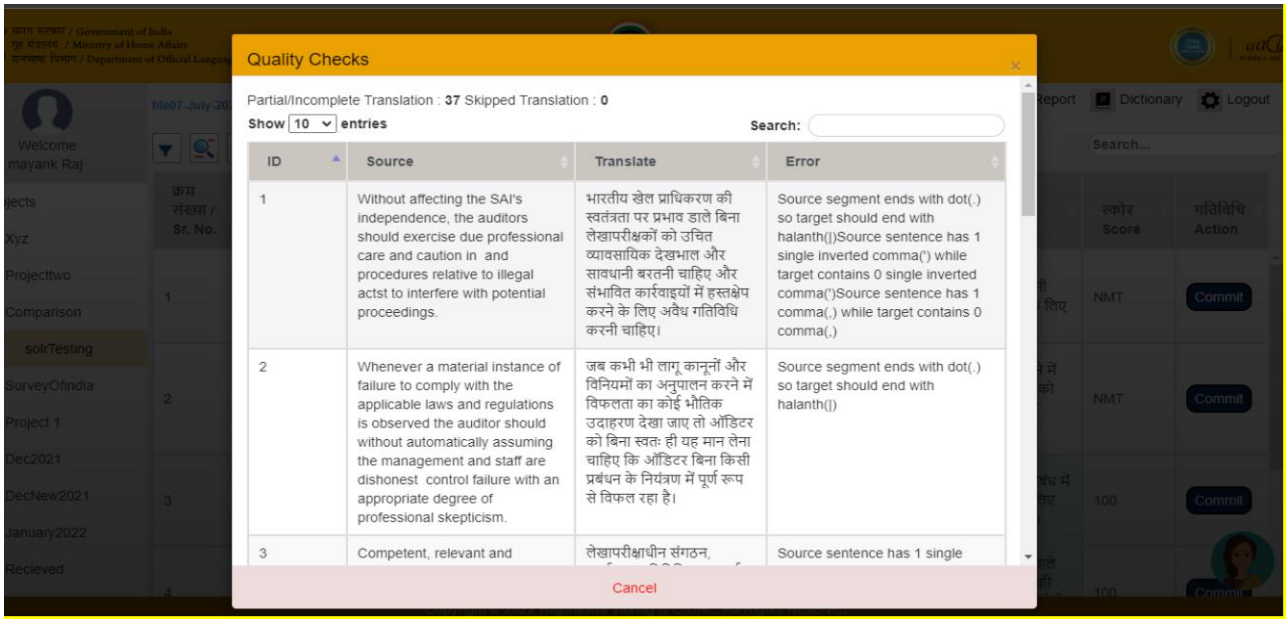 भारत सरकार / Government of India
गृह मंत्रालय / Ministry of Home Affairs
राजभाषा विभाग / Department of Official
Quality Checks
×
Partial/Incomplete Translation : 37 Skipped Translation : 0
Show 10 entries
Search:
ID Source Translate Error
1
Without affecting the SAI's
independence, the auditors
should exercise due professional
care and caution in and
procedures relative to illegal
actst to interfere with potential
proceedings.
भारतीय खेल प्राधिकरण की
स्वतंत्रता पर प्रभाव डाले बिना
लेखापरीक्षकों को उचित
व्यावसायिक देखभाल और
सावधानी बरतनी चाहिए और
संभावित कार्रवाइयों में हस्तक्षेप
करने के लिए अवैध गतिविधि
करनी चाहिए।
Source segment ends with dot(.)
so target should end with
halanth(|)Source sentence has 1
single inverted comma(') while
target contains 0 single inverted
comma(')Source sentence has 1
comma(,) while target contains 0
comma(,)
2
Whenever a material instance of
failure to comply with the
applicable laws and regulations
is observed the auditor should
without automatically assuming
the management and staff are
dishonest control failure with an
appropriate degree of
professional skepticism.
जब कभी भी लागू कानूनों और
विनियमों का अनुपालन करने में
विफलता का कोई भौतिक
उदाहरण देखा जाए तो ऑडिटर
को बिना स्वतः ही यह मान लेना
चाहिए कि ऑडिटर बिना किसी
प्रबंधन के नियंत्रण में पूर्ण रूप
से विफल रहा है।
Source segment ends with dot(.)
so target should end with
halanth(|)
3
Competent, relevant and
लेखापरीक्षाधीन संगठन,
Source sentence has 1 single
Cancel
Welcome
mayank Raj
Xyz
Projecttwo
Comparison
solrTesting
SurveyOfindia
Project 1
Dec2021
DecNew2021
January2022
Recieved
file07-July-20
क्रम
संख्या /
Sr. No.
1
2
3
4
Report Dictionary Logout
Search...
स्कोर
Score
गतिविधि
Action
लिए
NMT Commit
में
को
NMT Commit
में
लिए
100 Commit
की
100 Commit